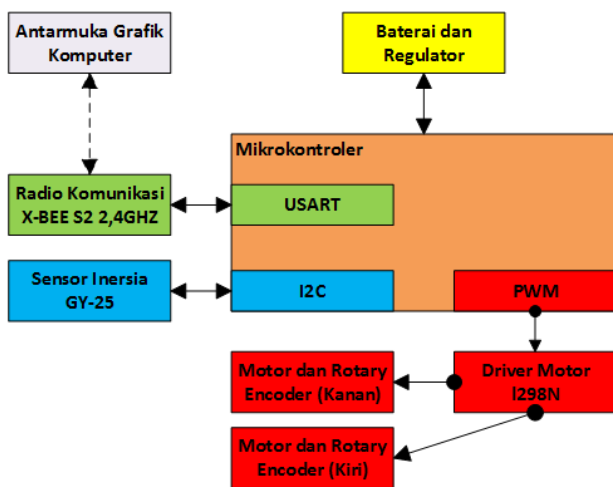 Antarmuka Grafik
Komputer
Baterai dan
Regulator
Mikrokontroler
Radio Komunikasi
X-BEE S2 2,4GHZ
USART
Sensor Inersia
GY-25
I2C
PWM
Motor dan Rotary
Encoder (Kanan)
Driver Motor
l298N
Motor dan Rotary
Encoder (Kiri)